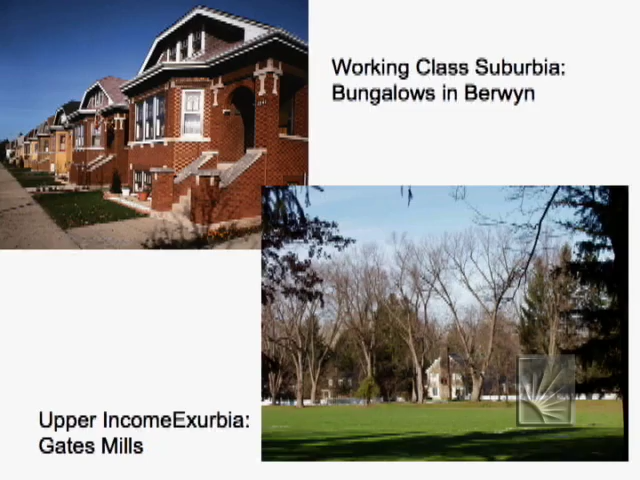 Working Class Suburbia:
Bungalows in Berwyn
Upper IncomeExurbia:
Gates Mills